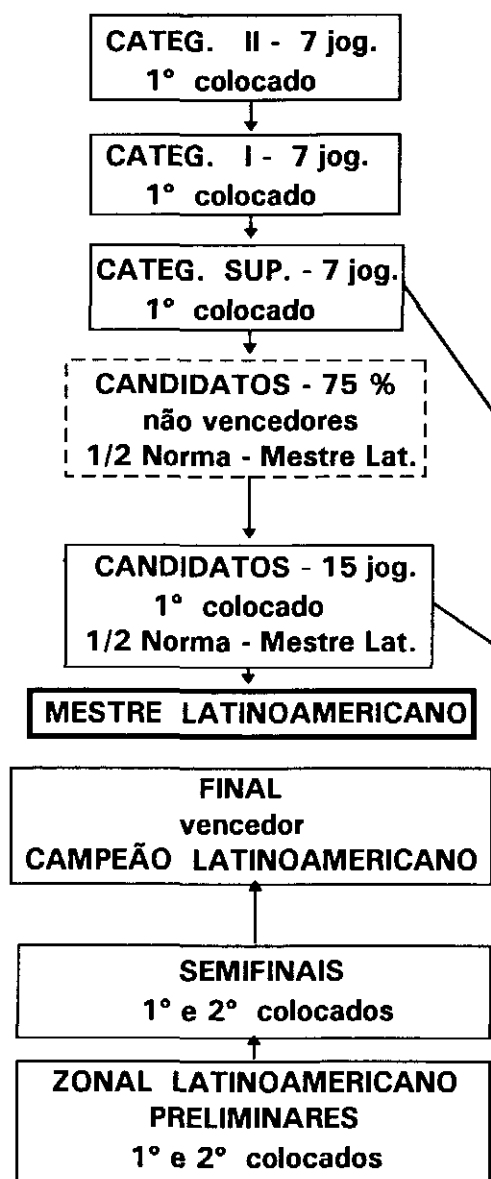 CATEG. II - 7 jog.
1° colocado
CATEG. I - 7 jog.
1° colocado
CATEG. SUP. - 7 jog.
1° colocado
CANDIDATOS - 75 %
não vencedores
1/2 Norma - Mestre Lat.
CANDIDATOS - 15 jog.
1° colocado
1/2 Norma - Mestre Lat.
MESTRE LATINOAMERICANO
FINAL
vencedor
CAMPEÃO LATINOAMERICANO
SEMIFINAIS
1° e 2° colocados
ZONAL LATINOAMERICANO
PRELIMINARES
1° e 2° colocados